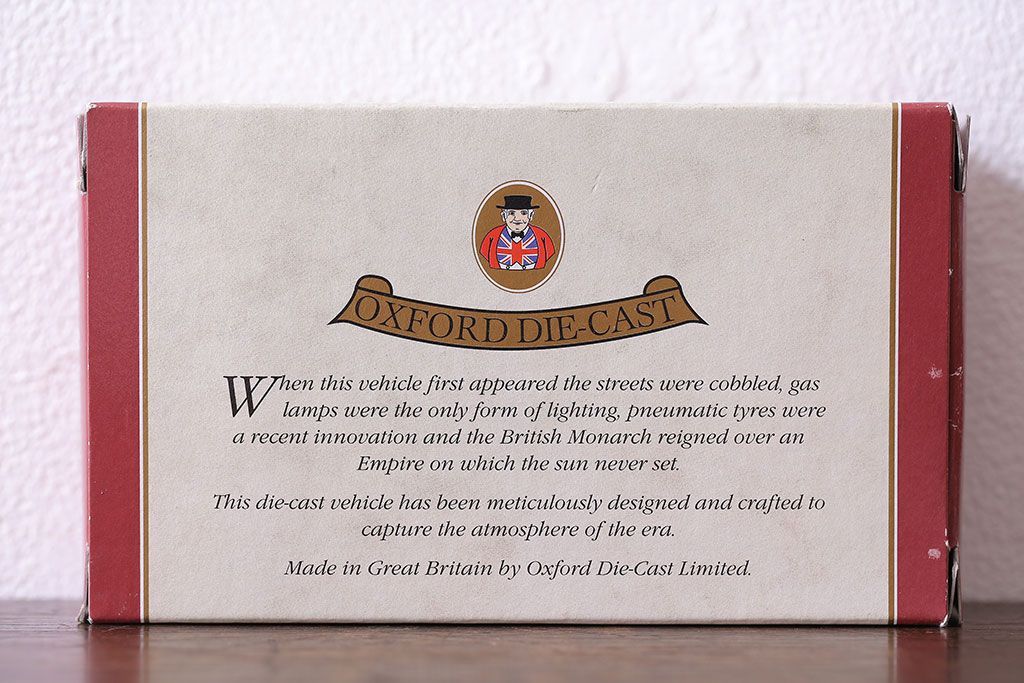 OXFORD DIE-CAST
When this vehicle first appeared the streets were cobbled, gas
lamps were the only form of lighting, pneumatic tyres were
a recent innovation and the British Monarch reigned over an
Empire on which the sun never set.
This die-cast vehicle has been meticulously designed and crafted to
capture the atmosphere of the era.
Made in Great Britain by Oxford Die-Cast Limited.